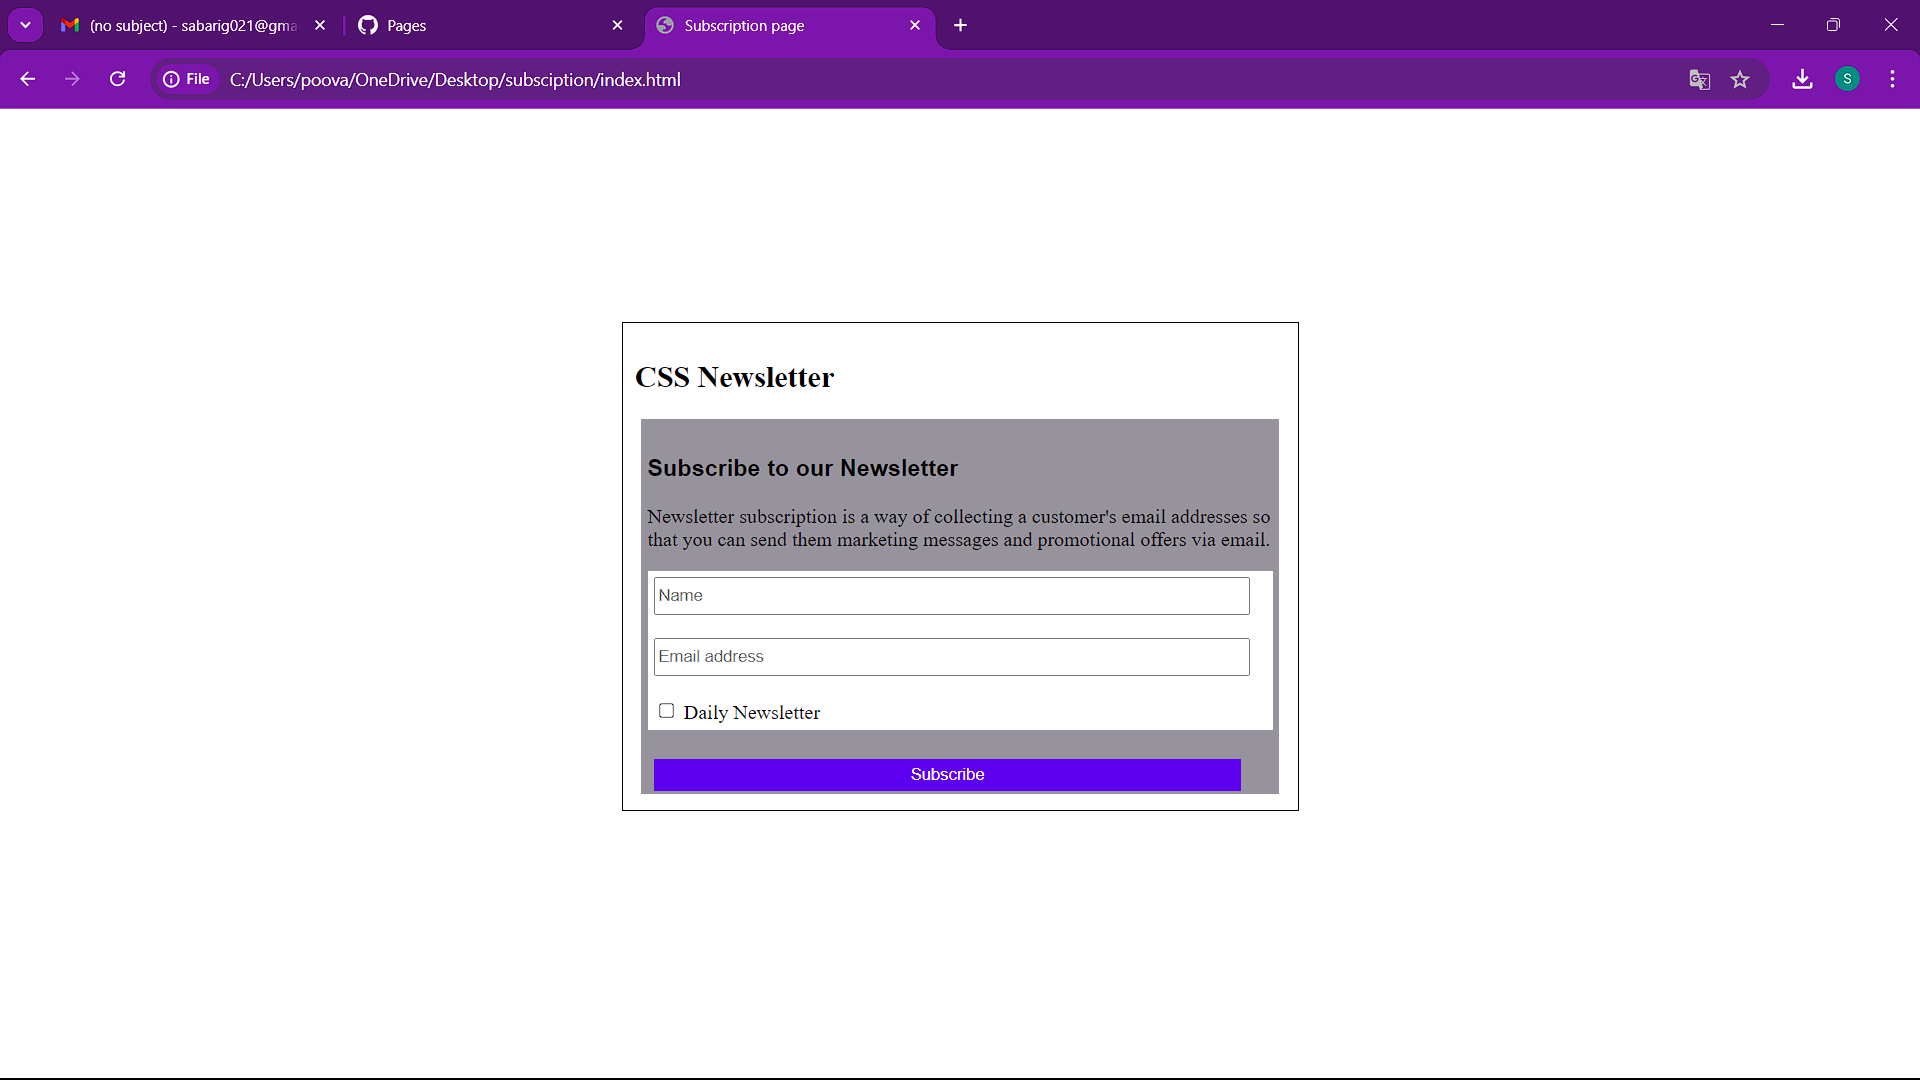 (no subject) - sabarig021@gma
Pages
Subscription page
File
C:/Users/poova/OneDrive/Desktop/subsciption/index.html
S
CSS Newsletter
Subscribe to our Newsletter
Newsletter subscription is a way of collecting a customer's email addresses so
that you can send them marketing messages and promotional offers via email.
Name
Email address
Daily Newsletter
Subscribe